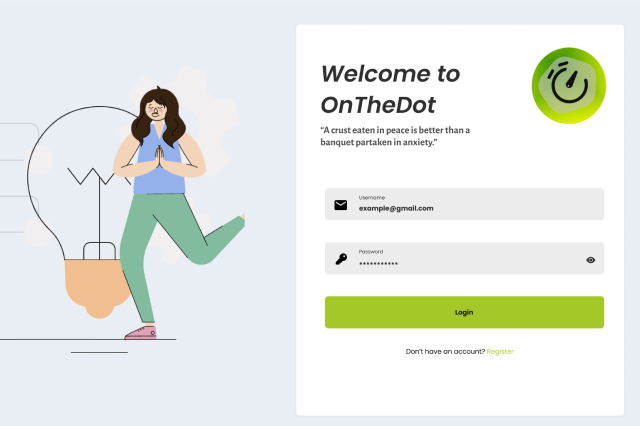 Welcome to
OnTheDot
“A crust eaten in peace is better than a
banquet partaken in anxiety.”
Username
example@gmail.com
Password
***********
Login
Don't have an account? Register